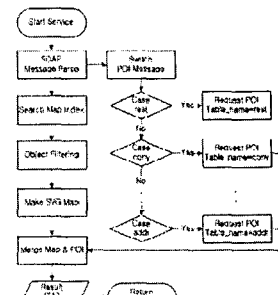 Start Service
SOAP
Message Parse
Switch
POI Message
Search Map Index
Case
rest
Yes
Request POI
Table_name=rest
No
Object Filtering
Case
conv
Yes
Request POI
Table_name=conv
No
Make SVG Map
Case
addr
Yes
Request POI
Table_name=addr
Merge Map & POI
Result
Return